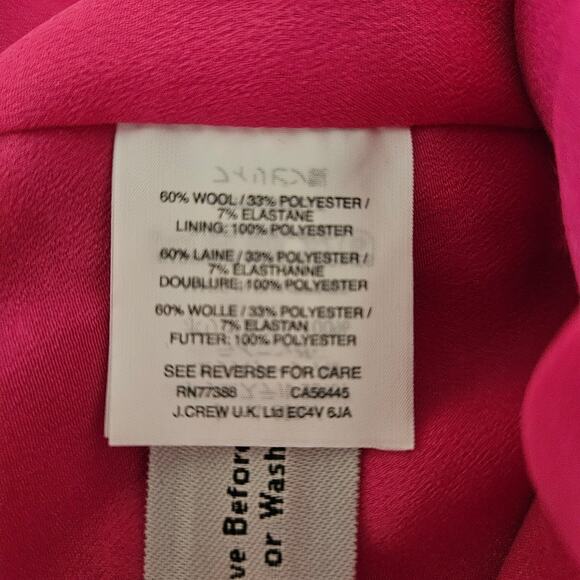 60% WOOL / 33% POLYESTER /
7% ELASTANE
LINING: 100% POLYESTER
60% LAINE / 33% POLYESTER /
7% ELASTHANNE
DOUBLURE: 100% POLYESTER
60% WOLLE / 33% POLYESTER /
7% ELASTAN
FUTTER: 100% POLYESTER
SEE REVERSE FOR CARE
RN77388 CA56445
J.CREW U.K. Ltd EC4V 6JA
ve Before
or Wash